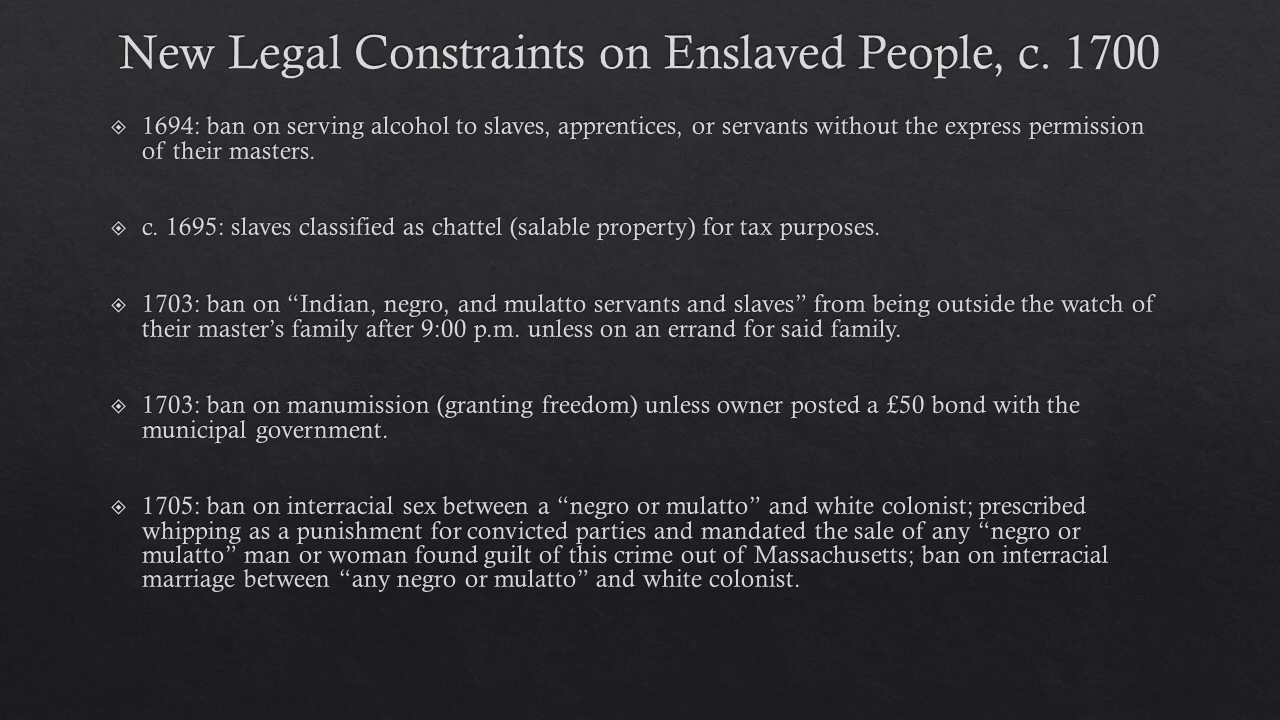 New Legal Constraints on Enslaved People, c. 1700
1694: ban on serving alcohol to slaves, apprentices, or servants without the express permission
of their masters.
c. 1695: slaves classified as chattel (salable property) for tax purposes.
1703: ban on “Indian, negro, and mulatto servants and slaves” from being outside the watch of
their master’s family after 9:00 p.m. unless on an errand for said family.
1703: ban on manumission (granting freedom) unless owner posted a £50 bond with the
municipal government.
1705: ban on interracial sex between a “negro or mulatto” and white colonist; prescribed
whipping as a punishment for convicted parties and mandated the sale of any “negro or
mulatto” man or woman found guilt of this crime out of Massachusetts; ban on interracial
marriage between “any negro or mulatto” and white colonist.